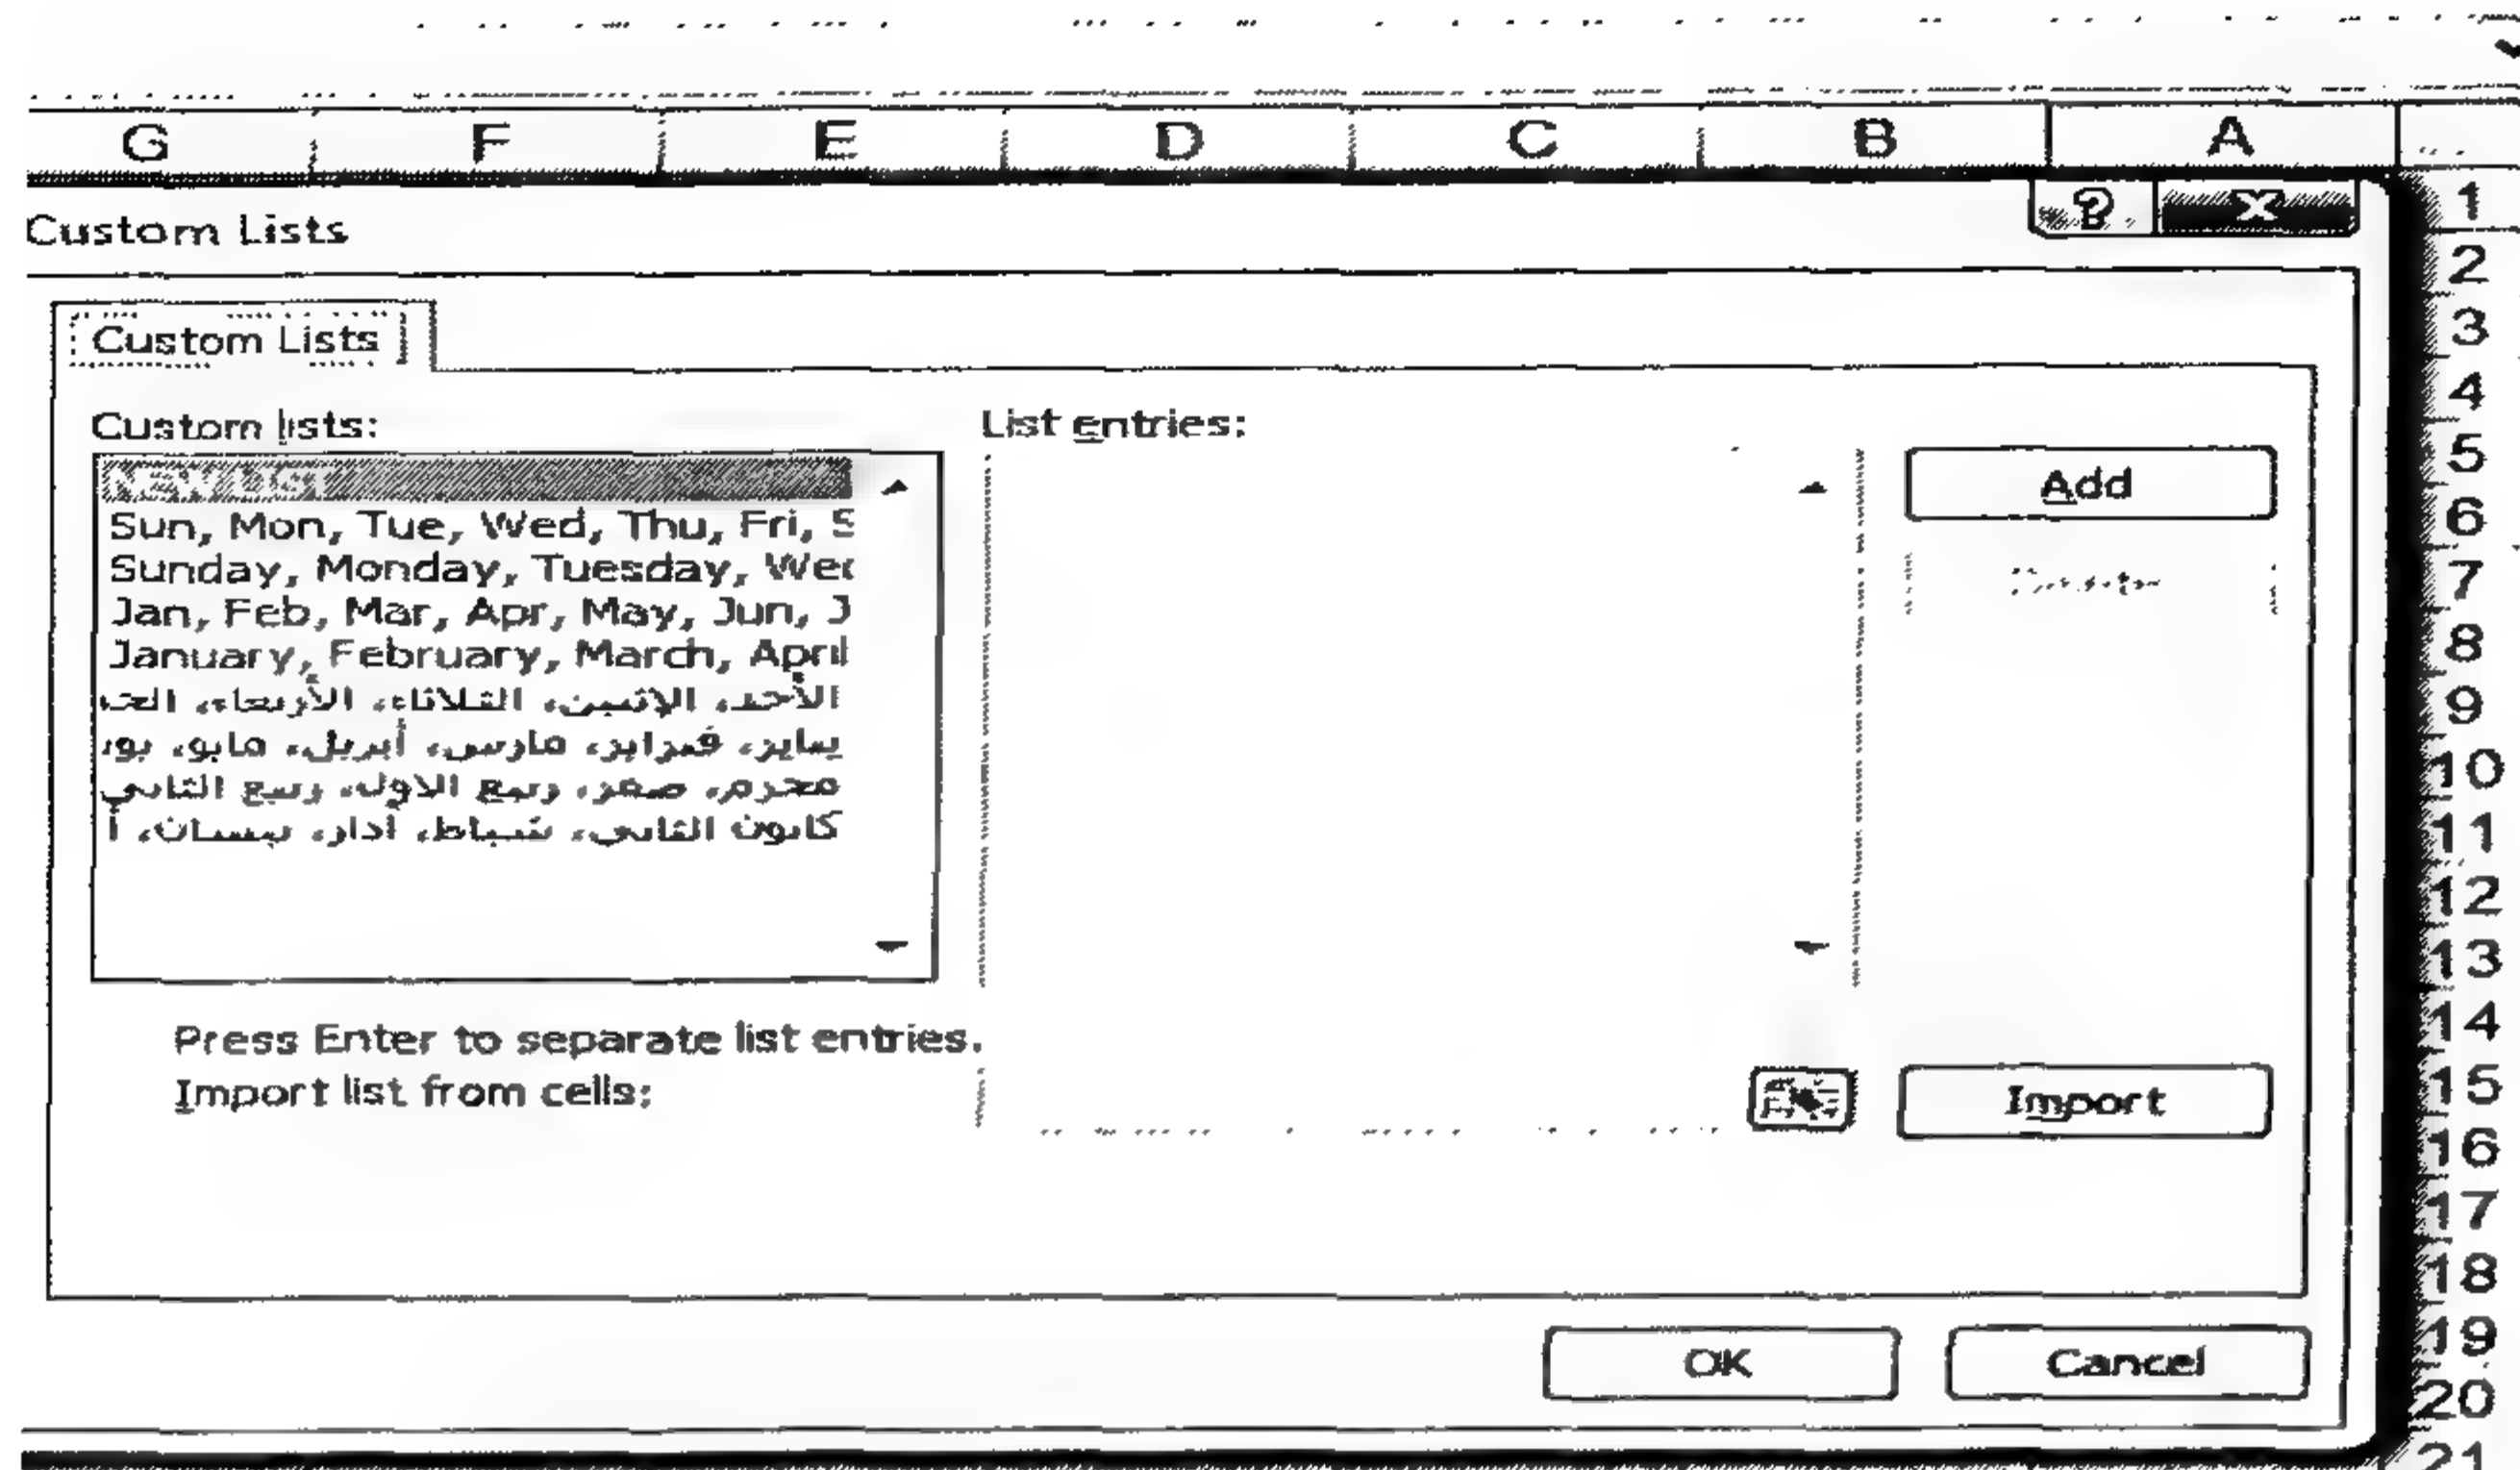 G F E D C B A
1
Custom Lists ? X
2
3
Custom Lists
4
Custom lists: List entries:
5
NEW LIST
Add
6
Sun, Mon, Tue, Wed, Thu, Fri, S
Sunday, Monday, Tuesday, Wed
7
Jan, Feb, Mar, Apr, May, Jun, J
8
January, February, March, April
9
الأحد، الإثنين، الثلاثاء، الأربعاء، الخ
يناير، فبراير، مارس، أبريل، مايو، يون
10
محرم، صفر، ربيع الاول، ربيع الثاني
11
كانون الثاني، شباط، آذار، نيسان، أ
12
13
14
Press Enter to separate list entries.
15
Import list from cells:
Import
16
17
18
19
OK Cancel
20
21